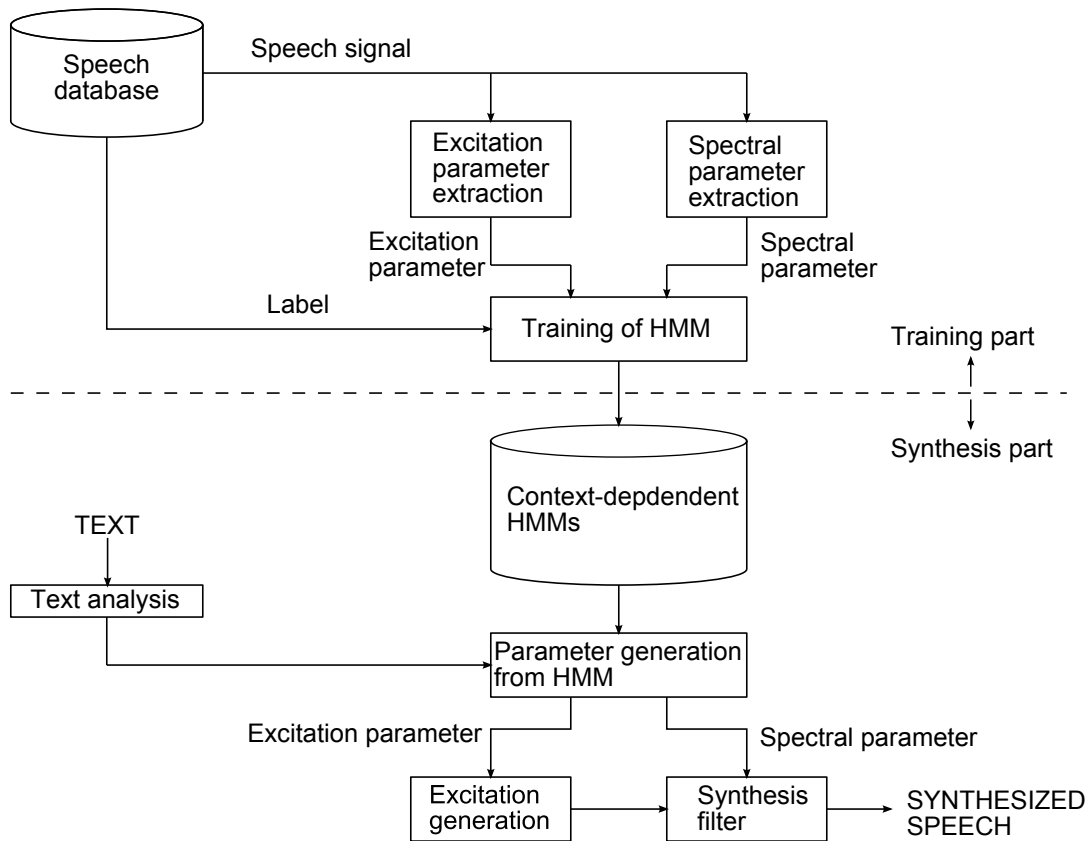 Speech signal
Speech
database
Excitation
parameter
extraction
Spectral
parameter
extraction
Excitation
parameter
Spectral
parameter
Label
Training of HMM
Training part
Synthesis part
Context-depdendent
HMMs
TEXT
Text analysis
Parameter generation
from HMM
Excitation parameter
Spectral parameter
Excitation
generation
Synthesis
filter
SYNTHESIZED
SPEECH